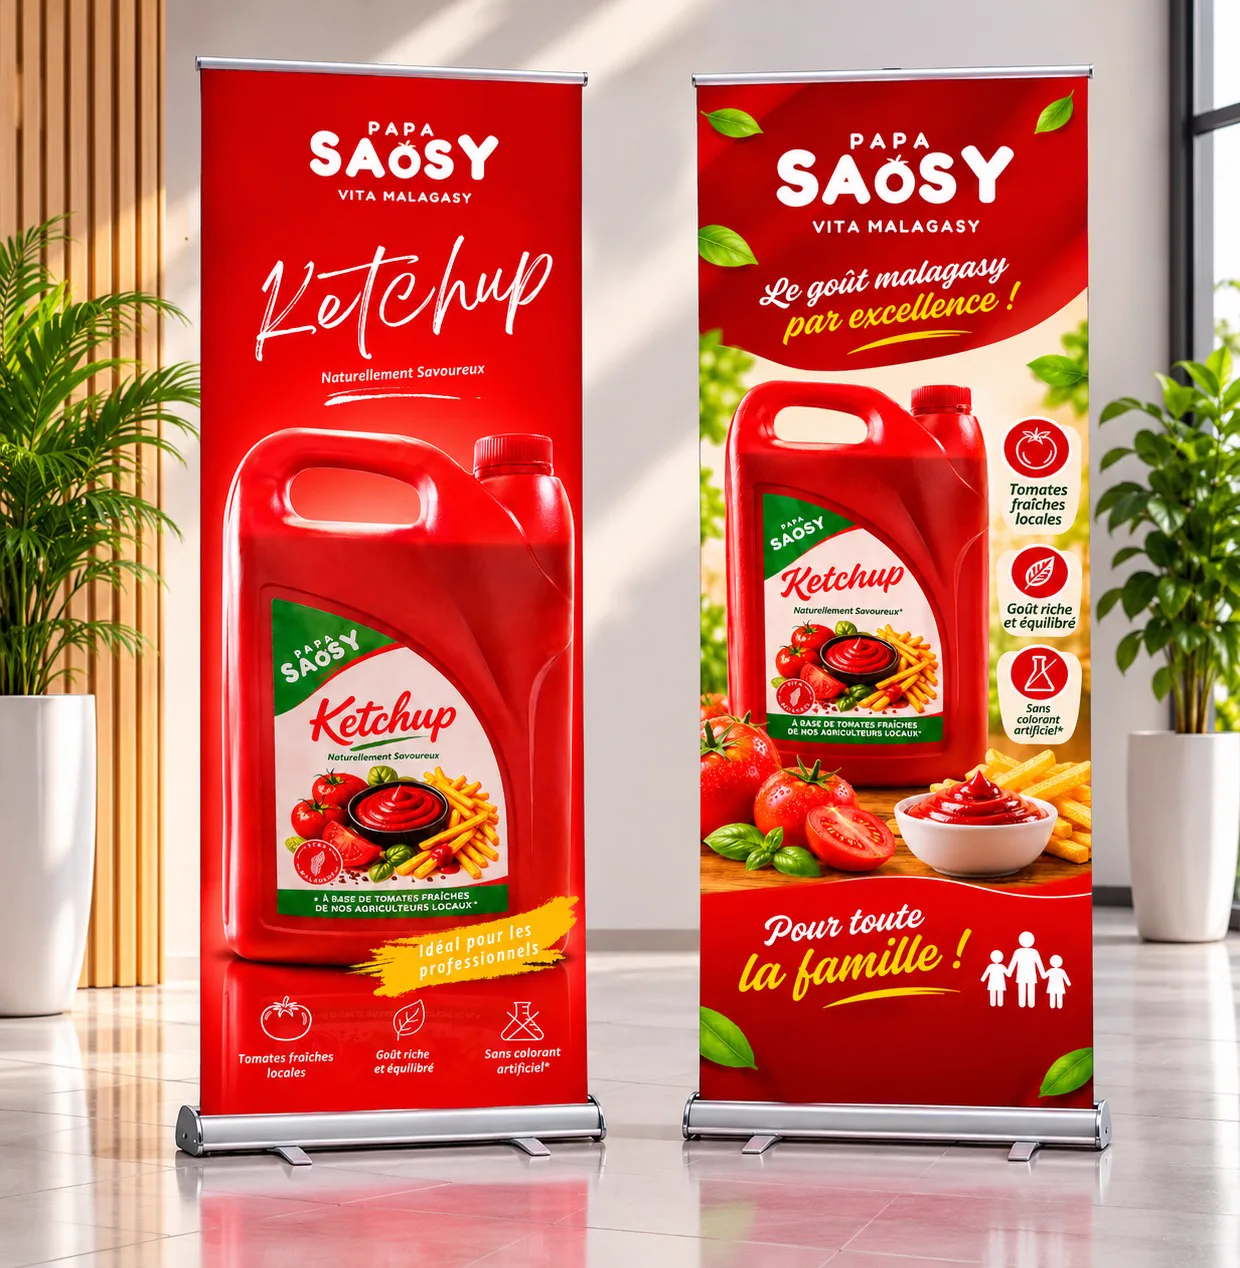 PAPA
SAOSY
VITA MALAGASY
Ketchup
Naturellement Savoureux
PAPA
SAOSY
Ketchup
Naturellement Savoureux
VITA
MALAGASY
• À BASE DE TOMATES FRAÎCHES
DE NOS AGRICULTEURS LOCAUX*
Idéal pour les
professionnels
Tomates fraîches
locales
Goût riche
et équilibré
Sans colorant
artificiel*
PAPA
SAOSY
VITA MALAGASY
Le goût malagasy
par excellence !
PAPA
SAOSY
Ketchup
Naturellement Savoureux*
VITA
À BASE DE TOMATES FRAÎCHES
DE NOS AGRICULTEURS LOCAUX*
Tomates
fraîches
locales
Goût riche
et équilibré
Sans
colorant
artificiel*
Pour toute
la famille !